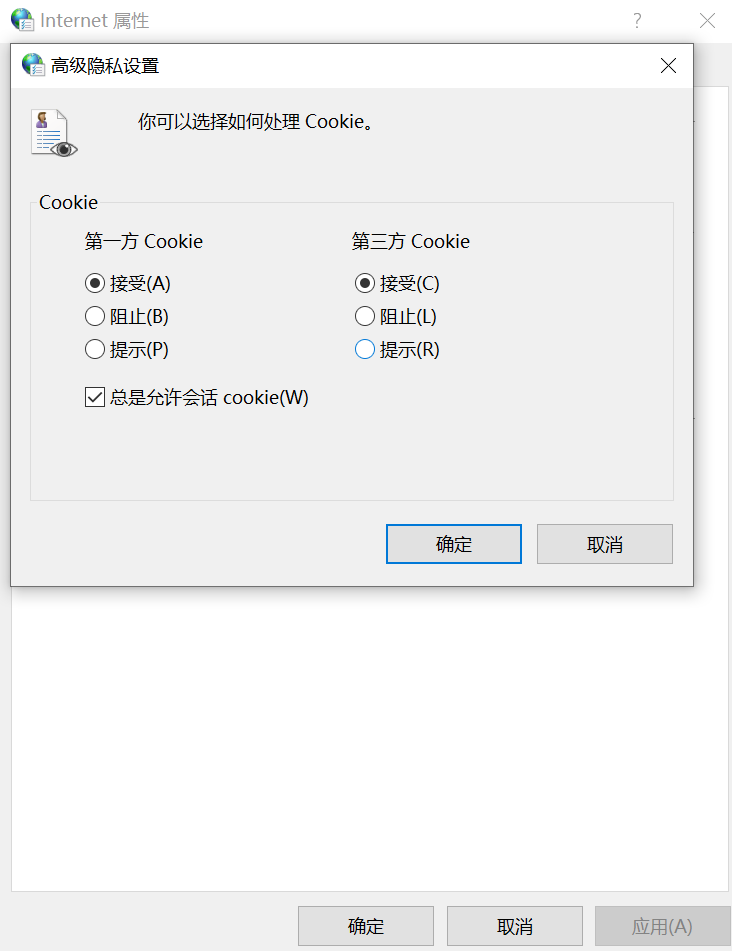 Internet 属性
高级隐私设置
你可以选择如何处理 Cookie。
Cookie
第一方 Cookie
第三方 Cookie
接受(A)
接受(C)
阻止(B)
阻止(L)
提示(P)
提示(R)
总是允许会话 cookie(W)
确定
取消
确定
取消
应用(A)